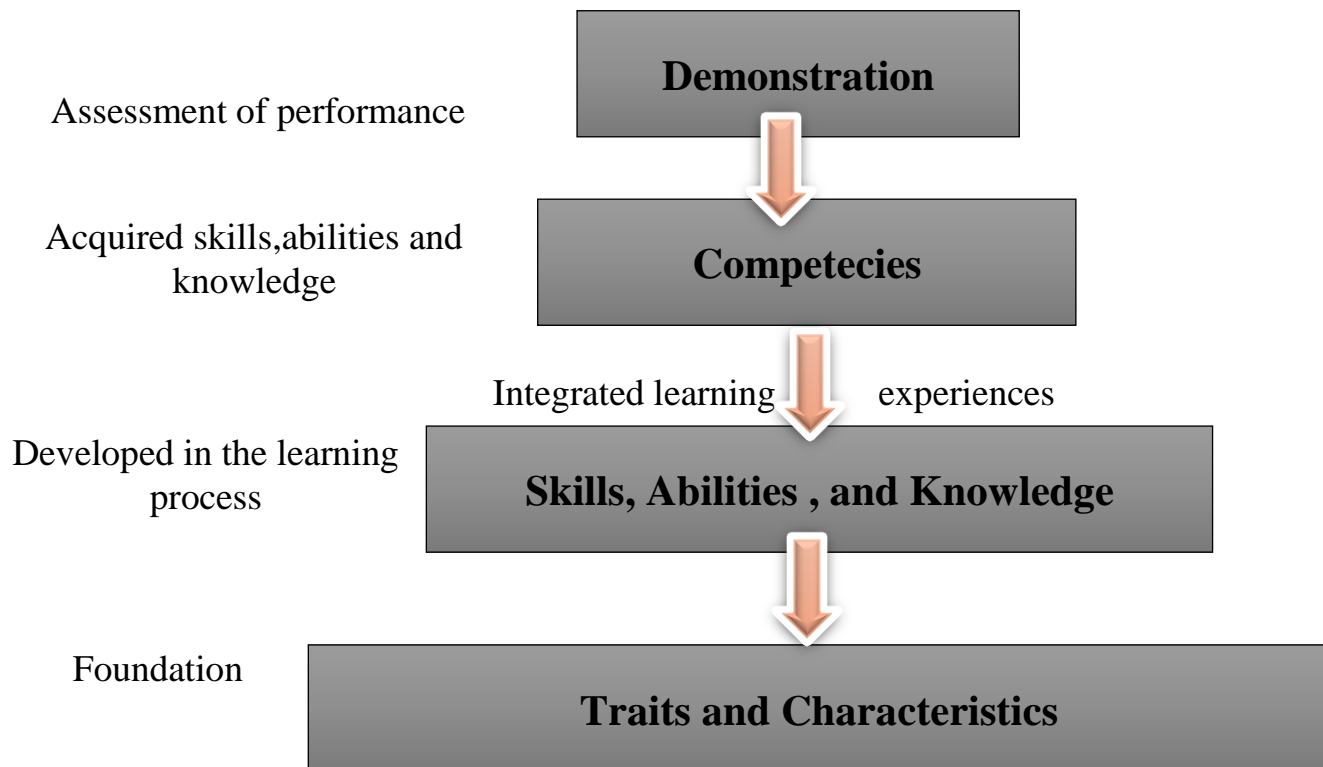 Demonstration
Assessment of performance
Acquired skills,abilities and
knowledge
Competecies
Integrated learning experiences
Developed in the learning
process
Skills, Abilities , and Knowledge
Foundation
Traits and Characteristics